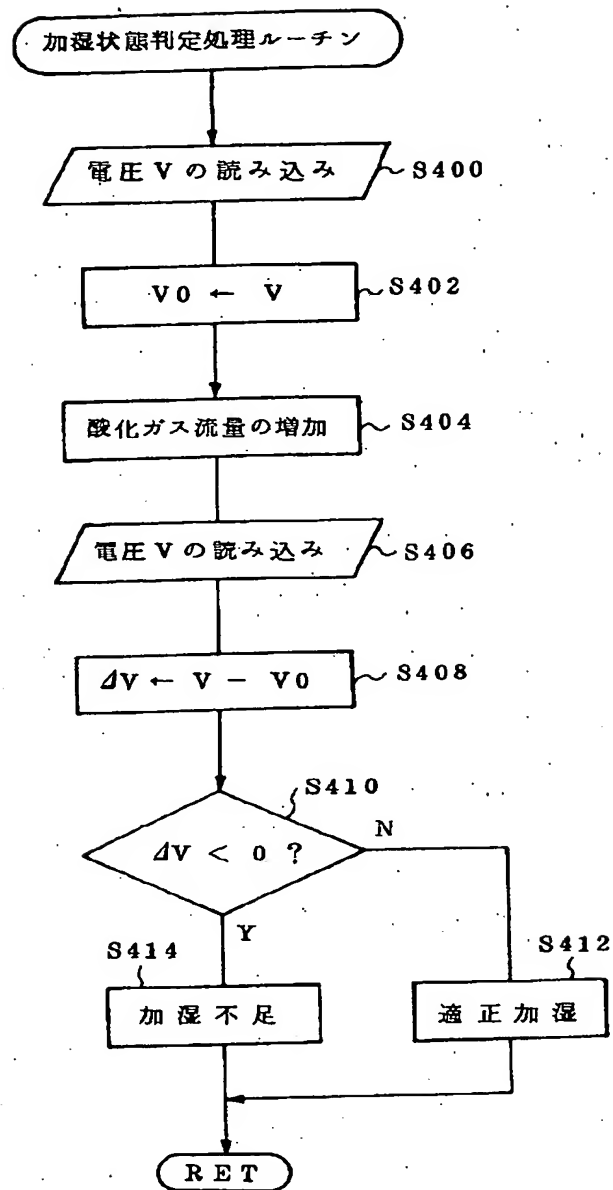 加湿状態判定処理ルーチン
電圧Vの読み込み
S400
V0 ← V
S402
酸化ガス流量の増加
S404
電圧Vの読み込み
S406
ΔV ← V − V0
S408
S410
ΔV < 0 ?
N
Y
S414
S412
加湿不足
適正加湿
RET